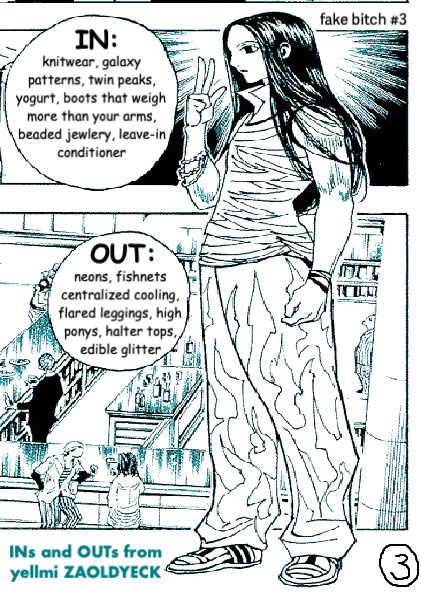 fake bitch #3
IN:
knitwear, galaxy
patterns, twin peaks,
yogurt, boots that weigh
more than your arms,
beaded jewlery, leave-in
conditioner
OUT:
neons, fishnets
centralized cooling,
flared leggings, high
ponys, halter tops,
edible glitter
INs and OUTs from
yellmi ZAOLDYECK
3